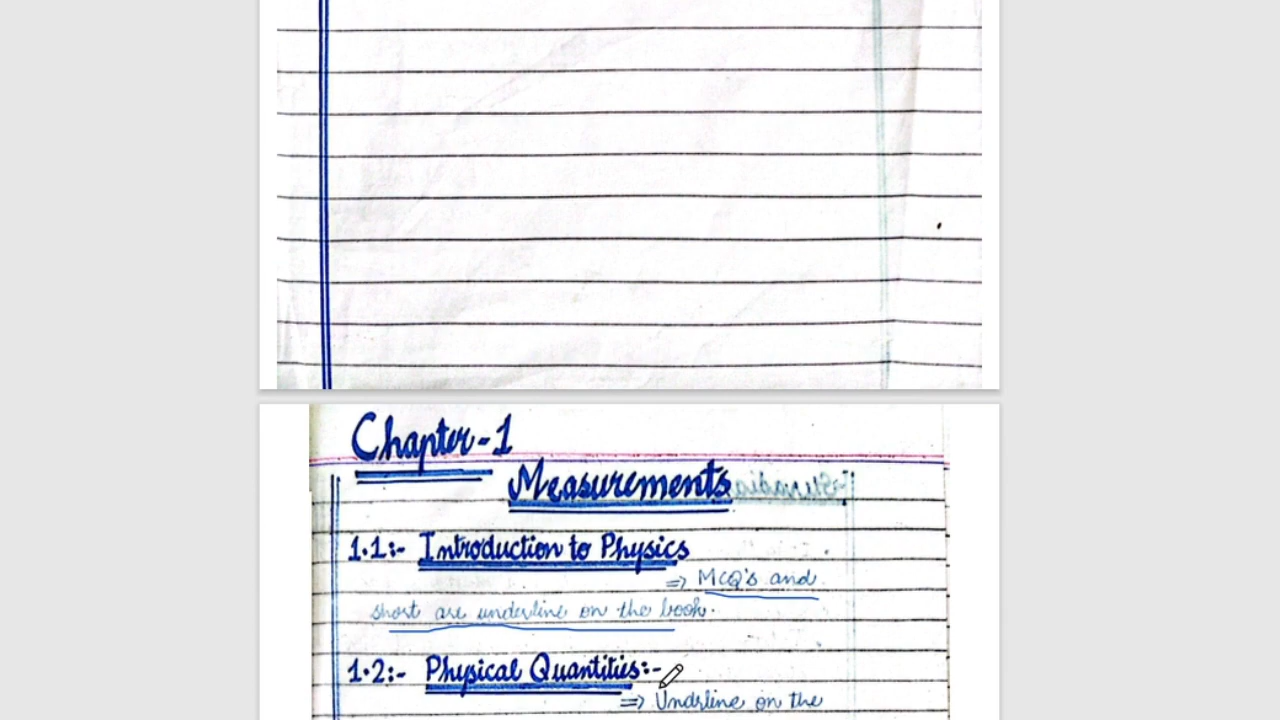 Chapter-1
Measurements
1.1:- Introduction to Physics
=> MCQ's and
short are underline on the book.
1.2:- Physical Quantities:-
=> Undrline on the